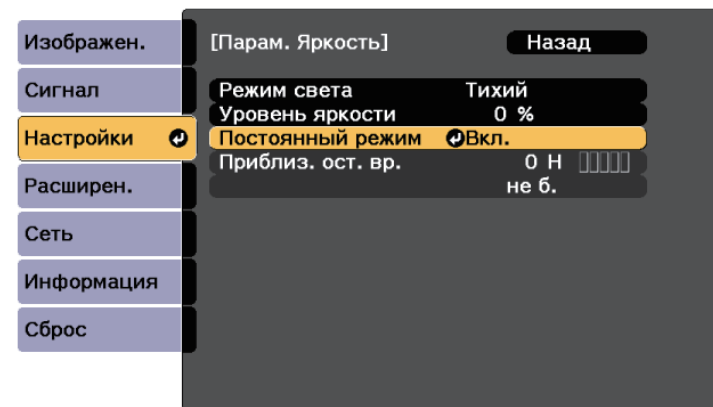 Изображен.
Сигнал
Настройки
Расширен.
Сеть
Информация
Сброс
[Парам. Яркость] Назад
Режим света Тихий
Уровень яркости 0 %
Постоянный режим Вкл.
Приблиз. ост. вр. 0 H
не б.